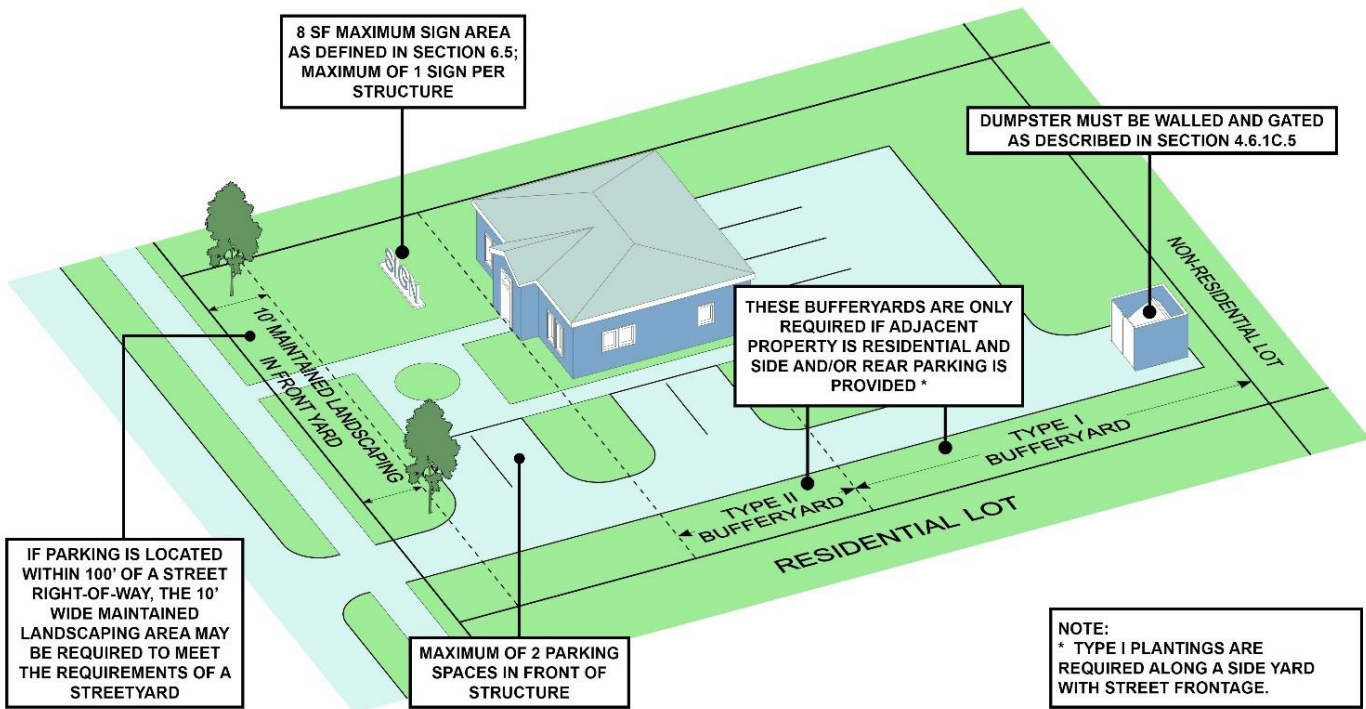 8 SF MAXIMUM SIGN AREA
AS DEFINED IN SECTION 6.5;
MAXIMUM OF 1 SIGN PER
STRUCTURE
DUMPSTER MUST BE WALLED AND GATED
AS DESCRIBED IN SECTION 4.6.1C.5
SIGN
NON-RESIDENTIAL LOT
10' MAINTAINED LANDSCAPING
IN FRONT YARD
THESE BUFFERYARDS ARE ONLY
REQUIRED IF ADJACENT
PROPERTY IS RESIDENTIAL AND
SIDE AND/OR REAR PARKING IS
PROVIDED *
TYPE I
BUFFERYARD
TYPE II
BUFFERYARD
RESIDENTIAL LOT
IF PARKING IS LOCATED
WITHIN 100' OF A STREET
RIGHT-OF-WAY, THE 10'
WIDE MAINTAINED
LANDSCAPING AREA MAY
BE REQUIRED TO MEET
THE REQUIREMENTS OF A
STREETYARD
MAXIMUM OF 2 PARKING
SPACES IN FRONT OF
STRUCTURE
NOTE:
* TYPE I PLANTINGS ARE
REQUIRED ALONG A SIDE YARD
WITH STREET FRONTAGE.